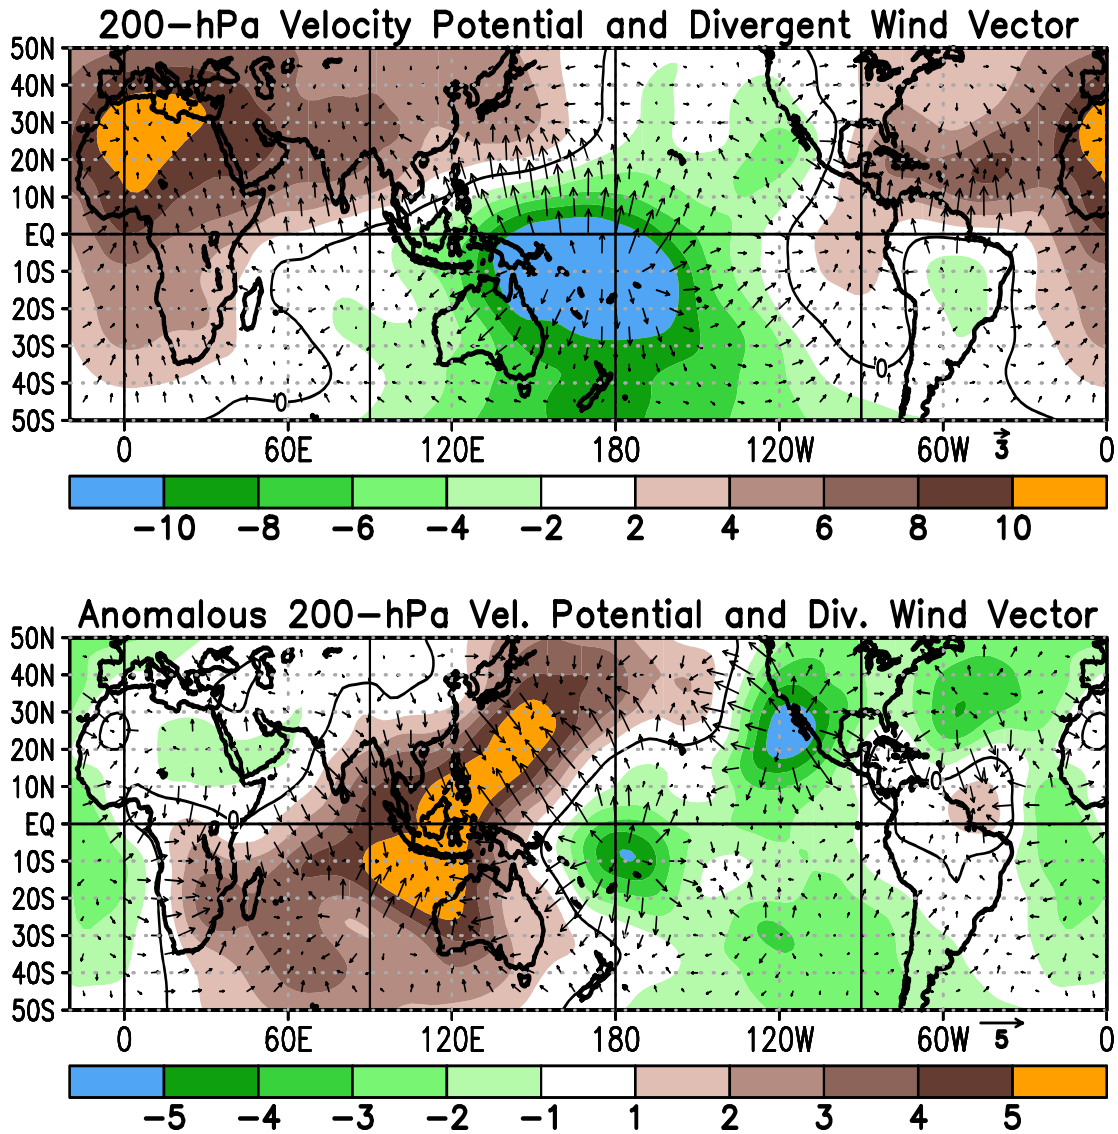 200-hPa Velocity Potential and Divergent Wind Vector
50N
40N
30N
20N
10N
EQ
10S
20S
30S
40S
50S
0
0
0 60E 120E 180 120W 60W 3 0
-10 -8 -6 -4 -2 2 4 6 8 10
Anomalous 200-hPa Vel. Potential and Div. Wind Vector
50N
40N
30N
20N
10N
EQ
10S
20S
30S
40S
50S
0
0
0 60E 120E 180 120W 60W 5 0
-5 -4 -3 -2 -1 1 2 3 4 5